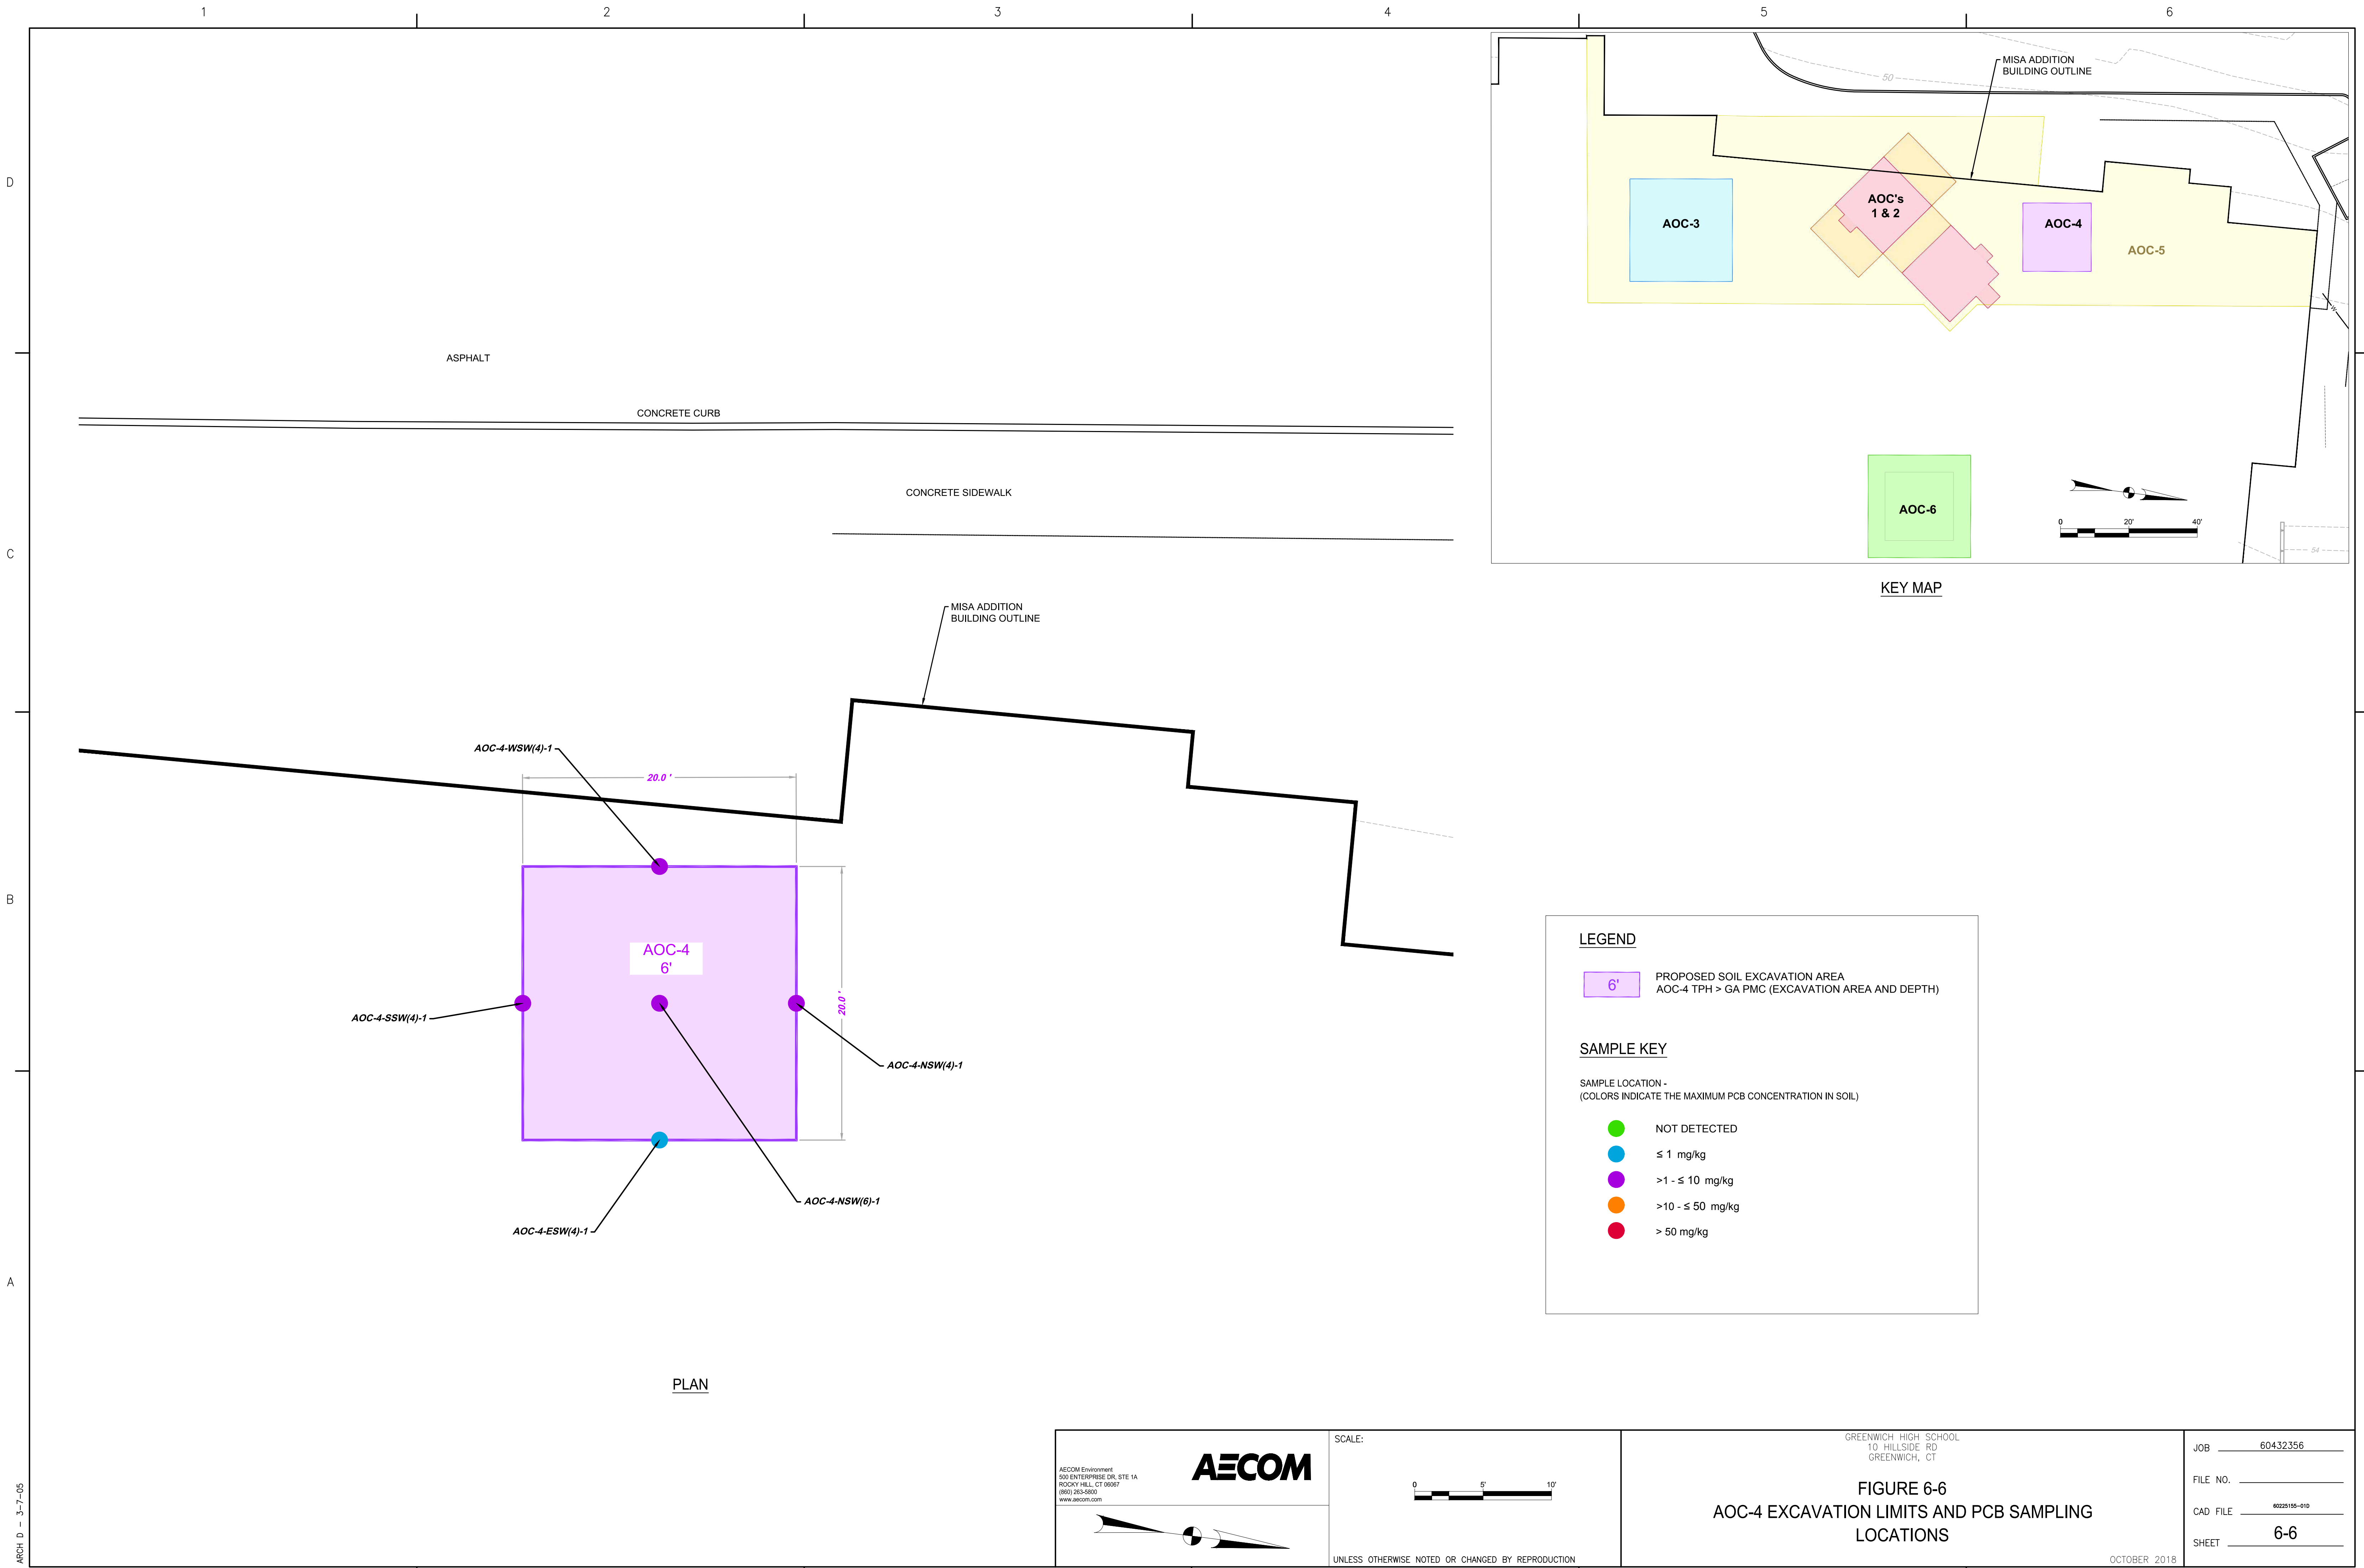 1 2 3 4 5 6
D
C
B
A
ASPHALT
CONCRETE CURB
CONCRETE SIDEWALK
MISA ADDITION
BUILDING OUTLINE
AOC-4-WSW(4)-1
20.0 '
AOC-4
6'
20.0 '
AOC-4-SSW(4)-1
AOC-4-NSW(4)-1
AOC-4-NSW(6)-1
AOC-4-ESW(4)-1
PLAN
50
MISA ADDITION
BUILDING OUTLINE
AOC-3
AOC's
1 & 2
AOC-4
AOC-5
W
AOC-6
0 20' 40'
54
KEY MAP
LEGEND
6'
PROPOSED SOIL EXCAVATION AREA
AOC-4 TPH > GA PMC (EXCAVATION AREA AND DEPTH)
SAMPLE KEY
SAMPLE LOCATION -
(COLORS INDICATE THE MAXIMUM PCB CONCENTRATION IN SOIL)
NOT DETECTED
≤ 1 mg/kg
>1 - ≤ 10 mg/kg
>10 - ≤ 50 mg/kg
> 50 mg/kg
ARCH D - 3-7-05
AECOM Environment
500 ENTERPRISE DR, STE 1A
ROCKY HILL, CT 06067
(860) 263-5800
www.aecom.com
AECOM
SCALE:
0 5' 10'
UNLESS OTHERWISE NOTED OR CHANGED BY REPRODUCTION
GREENWICH HIGH SCHOOL
10 HILLSIDE RD
GREENWICH, CT
FIGURE 6-6
AOC-4 EXCAVATION LIMITS AND PCB SAMPLING
LOCATIONS
OCTOBER 2018
JOB 60432356
FILE NO.
CAD FILE 60225155-01D
SHEET 6-6